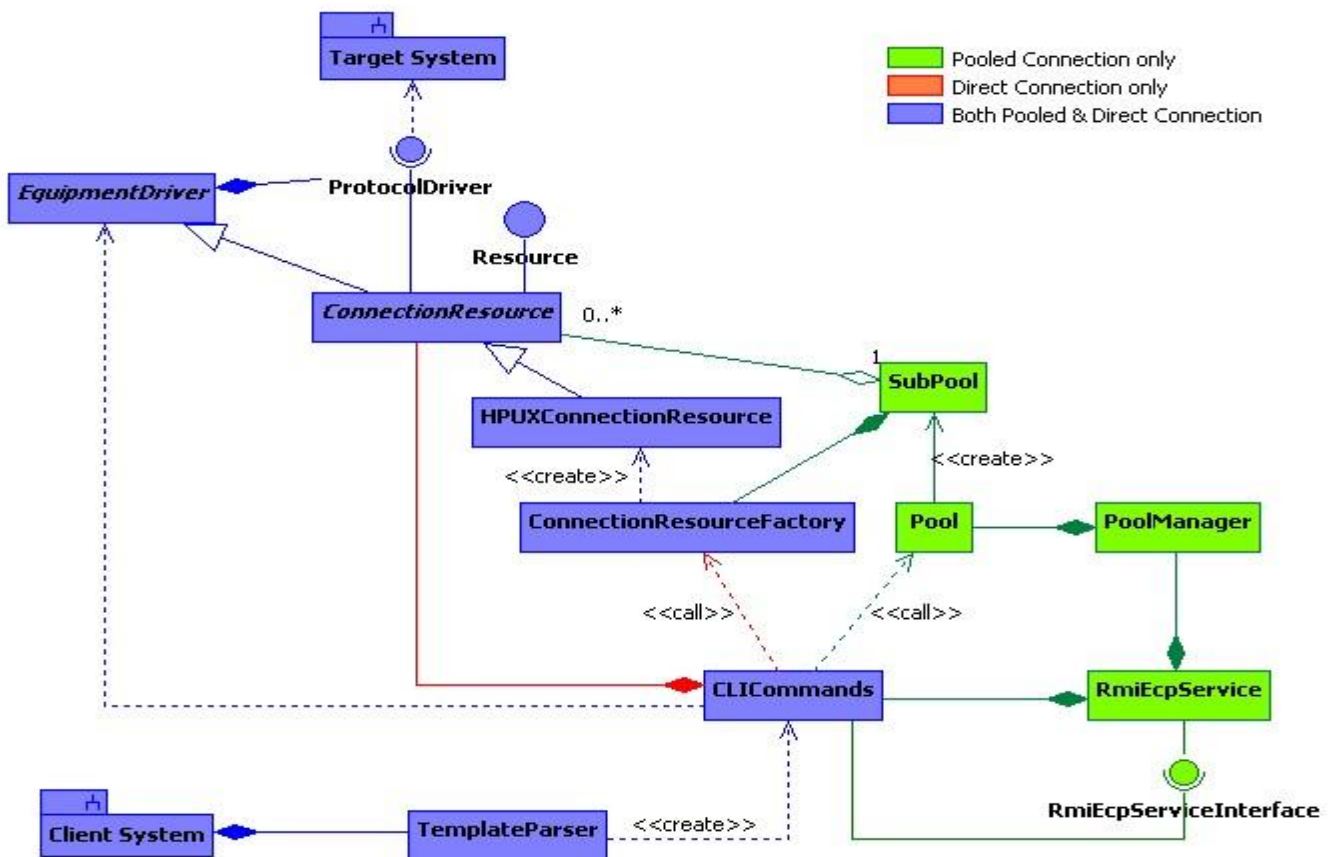 Target System
Pooled Connection only
Direct Connection only
Both Pooled & Direct Connection
EquipmentDriver
ProtocolDriver
Resource
ConnectionResource
0..*
1
SubPool
HPUXConnectionResource
<<create>>
<<create>>
ConnectionResourceFactory
Pool
PoolManager
<<call>>
<<call>>
CLICommands
RmiEcpService
RmiEcpServiceInterface
Client System
TemplateParser
<<create>>